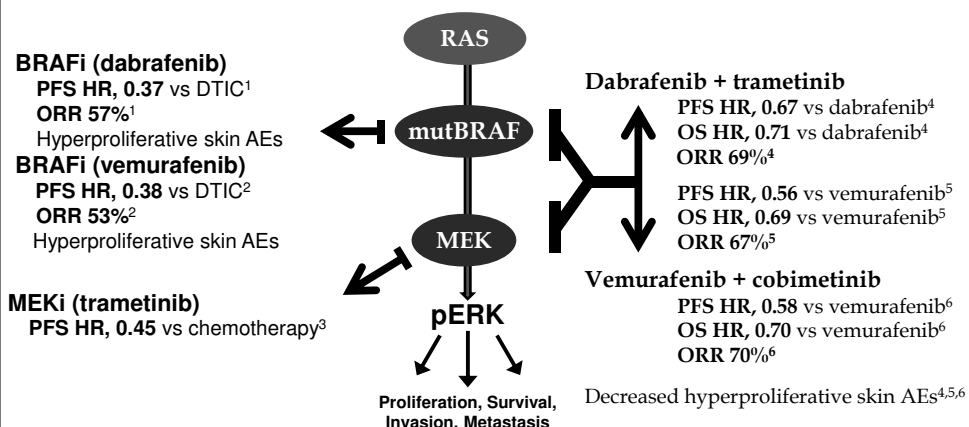 BRAFi (dabrafenib)
PFS HR, 0.37 vs DTIC¹
ORR 57%¹
Hyperproliferative skin AEs
BRAFi (vemurafenib)
PFS HR, 0.38 vs DTIC²
ORR 53%²
Hyperproliferative skin AEs
MEKi (trametinib)
PFS HR, 0.45 vs chemotherapy³
RAS
mutBRAF
MEK
pERK
Proliferation, Survival,
Invasion, Metastasis
Dabrafenib + trametinib
PFS HR, 0.67 vs dabrafenib⁴
OS HR, 0.71 vs dabrafenib⁴
ORR 69%⁴
PFS HR, 0.56 vs vemurafenib⁵
OS HR, 0.69 vs vemurafenib⁵
ORR 67%⁵
Vemurafenib + cobimetinib
PFS HR, 0.58 vs vemurafenib⁶
OS HR, 0.70 vs vemurafenib⁶
ORR 70%⁶
Decreased hyperproliferative skin AEs⁴,⁵,⁶